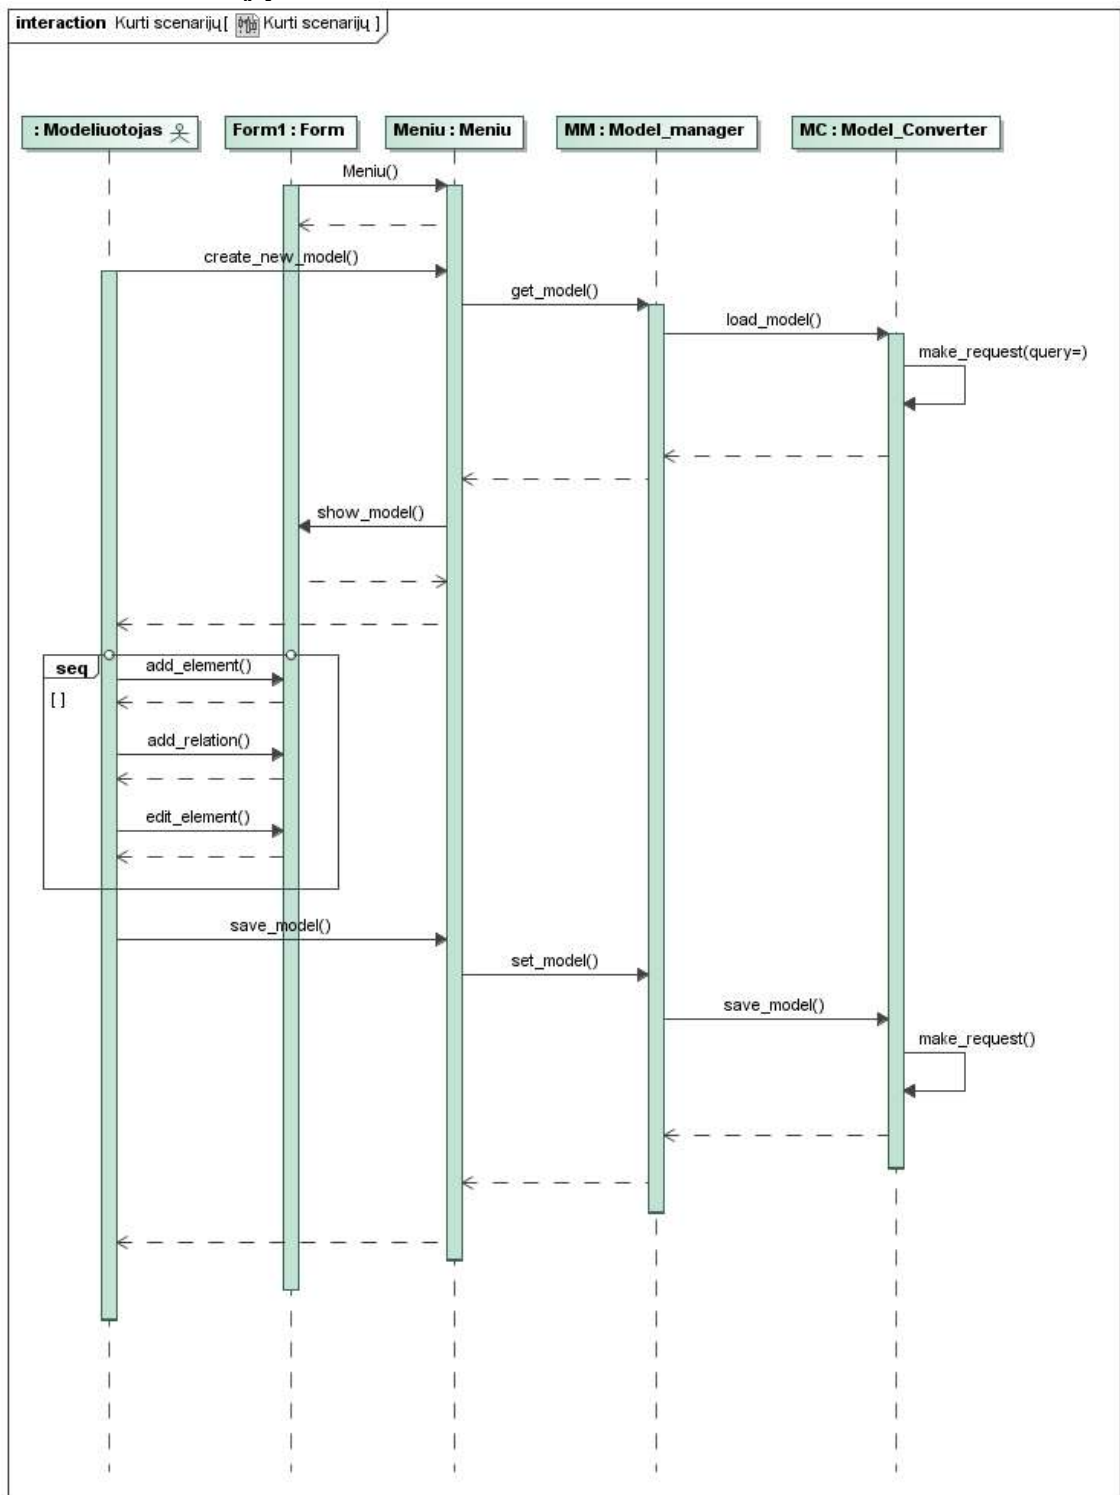 interaction Kurti scenarijų[ Kurti scenarijų ]
: Modeliuotojas
Form1 : Form
Meniu : Meniu
MM : Model_manager
MC : Model_Converter
Meniu()
create_new_model()
get_model()
load_model()
make_request(query=)
show_model()
seq
[ ]
add_element()
add_relation()
edit_element()
save_model()
set_model()
save_model()
make_request()